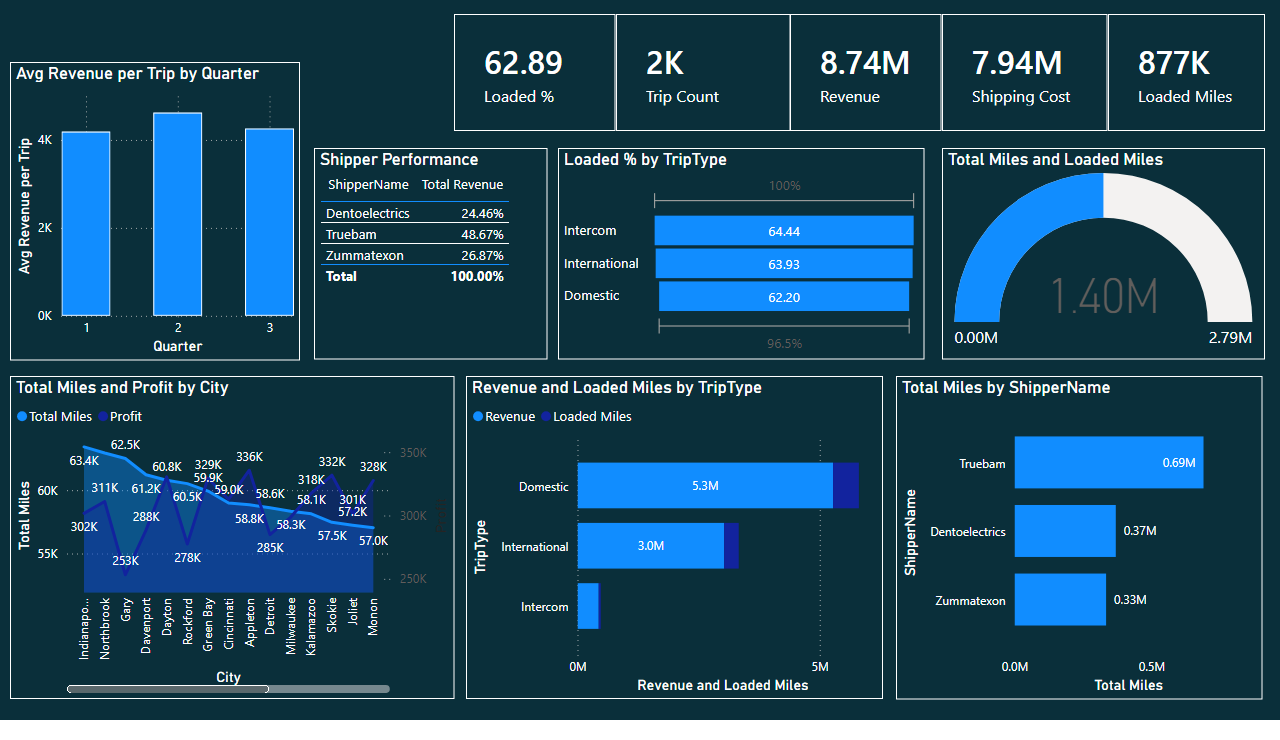 62.89
Loaded %
2K
Trip Count
8.74M
Revenue
7.94M
Shipping Cost
877K
Loaded Miles
Avg Revenue per Trip by Quarter
Avg Revenue per Trip
4K
2K
0K
1 2 3
Quarter
Shipper Performance
ShipperName Total Revenue
Dentoelectrics 24.46%
Truebam 48.67%
Zummatexon 26.87%
Total 100.00%
Loaded % by TripType
100%
Intercom 64.44
International 63.93
Domestic 62.20
96.5%
Total Miles and Loaded Miles
1.40M
0.00M 2.79M
Total Miles and Profit by City
Total Miles Profit
Total Miles
60K
55K
350K
300K
250K
63.4K
62.5K
61.2K
60.8K
60.5K
59.9K
59.0K
58.8K
58.6K
58.3K
58.1K
57.5K
57.2K
57.0K
302K
311K
253K
288K
278K
329K
336K
285K
318K
332K
301K
328K
Indianapo...
Northbrook
Gary
Davenport
Dayton
Rockford
Green Bay
Cincinnati
Appleton
Detroit
Milwaukee
Kalamazoo
Skokie
Joliet
Monon
City
Revenue and Loaded Miles by TripType
Revenue Loaded Miles
TripType
Domestic 5.3M
International 3.0M
Intercom
0M 5M
Revenue and Loaded Miles
Total Miles by ShipperName
ShipperName
Truebam 0.69M
Dentoelectrics 0.37M
Zummatexon 0.33M
0.0M 0.5M
Total Miles